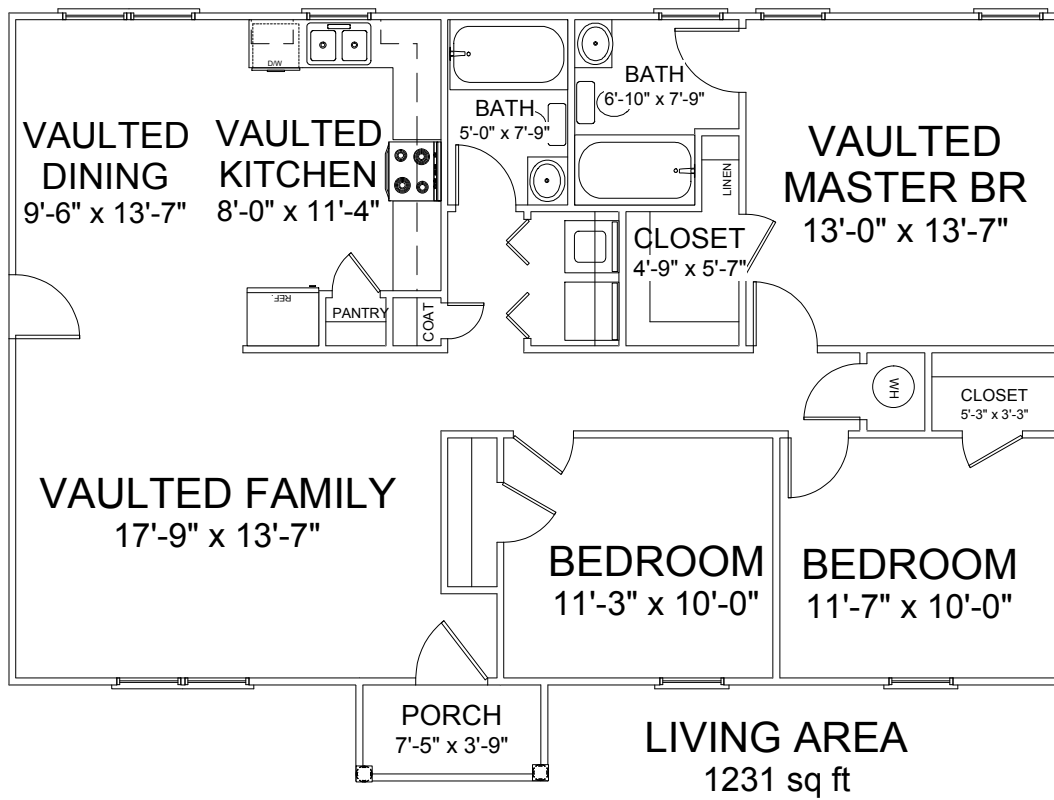 D/W
BATH
5'-0" x 7'-9"
BATH
6'-10" x 7'-9"
VAULTED
DINING
9'-6" x 13'-7"
VAULTED
KITCHEN
8'-0" x 11'-4"
VAULTED
MASTER BR
13'-0" x 13'-7"
LINEN
CLOSET
4'-9" x 5'-7"
REF.
PANTRY
COAT
WH
CLOSET
5'-3" x 3'-3"
VAULTED FAMILY
17'-9" x 13'-7"
BEDROOM
11'-3" x 10'-0"
BEDROOM
11'-7" x 10'-0"
PORCH
7'-5" x 3'-9"
LIVING AREA
1231 sq ft